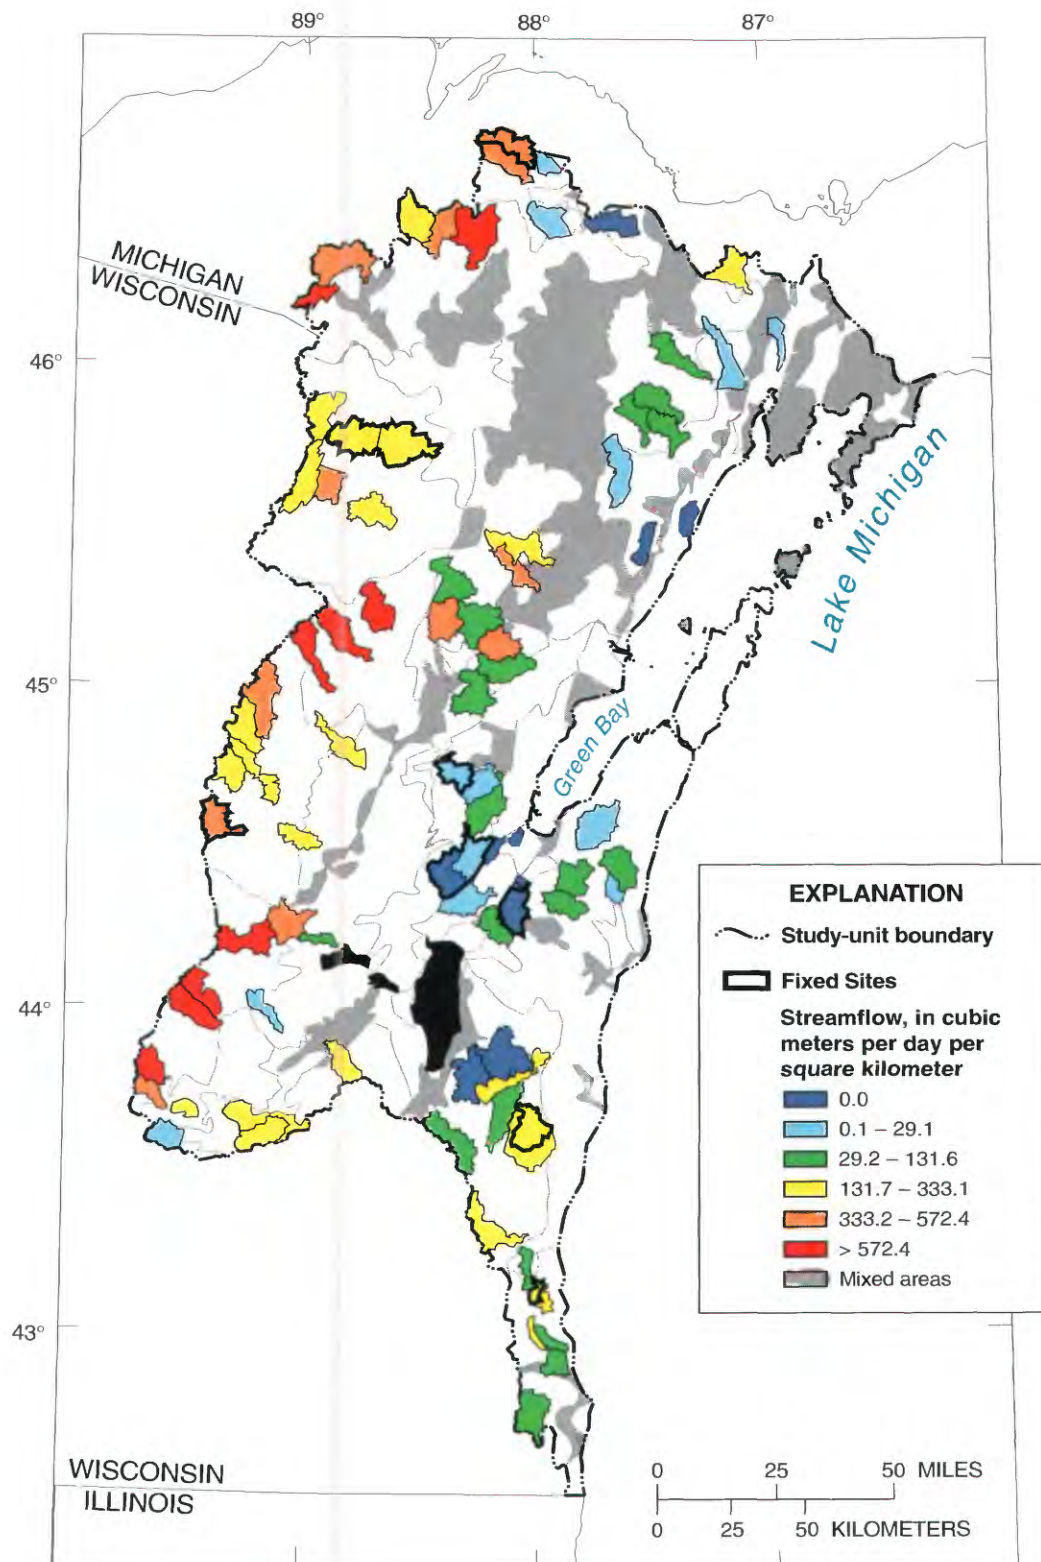 89°
88°
87°
MICHIGAN
WISCONSIN
46°
Lake Michigan
45°
Green Bay
EXPLANATION
Study-unit boundary
Fixed Sites
44°
Streamflow, in cubic
meters per day per
square kilometer
0.0
0.1 – 29.1
29.2 – 131.6
131.7 – 333.1
333.2 – 572.4
> 572.4
Mixed areas
43°
WISCONSIN
ILLINOIS
0 25 50 MILES
0 25 50 KILOMETERS